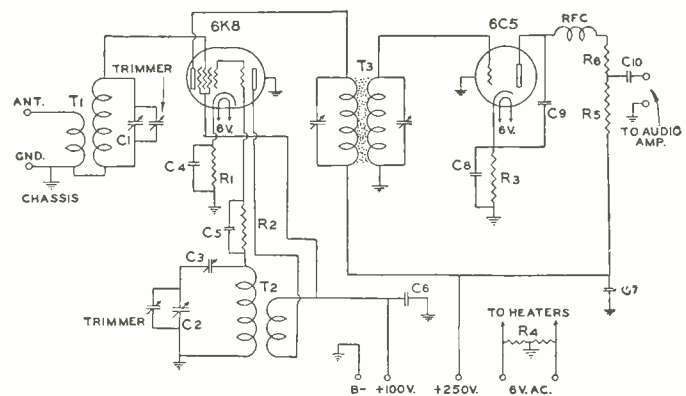 6K8
6C5
RFC
T1
TRIMMER
T3
R6
C10
ANT.
C1
6V.
6V.
C9
R5
TO AUDIO
AMP.
GND.
CHASSIS
C4
R1
C8
R3
C5
R2
C3
T2
C6
C7
TRIMMER
C2
TO HEATERS
R4
B-
+100V.
+250V.
6V.AC.